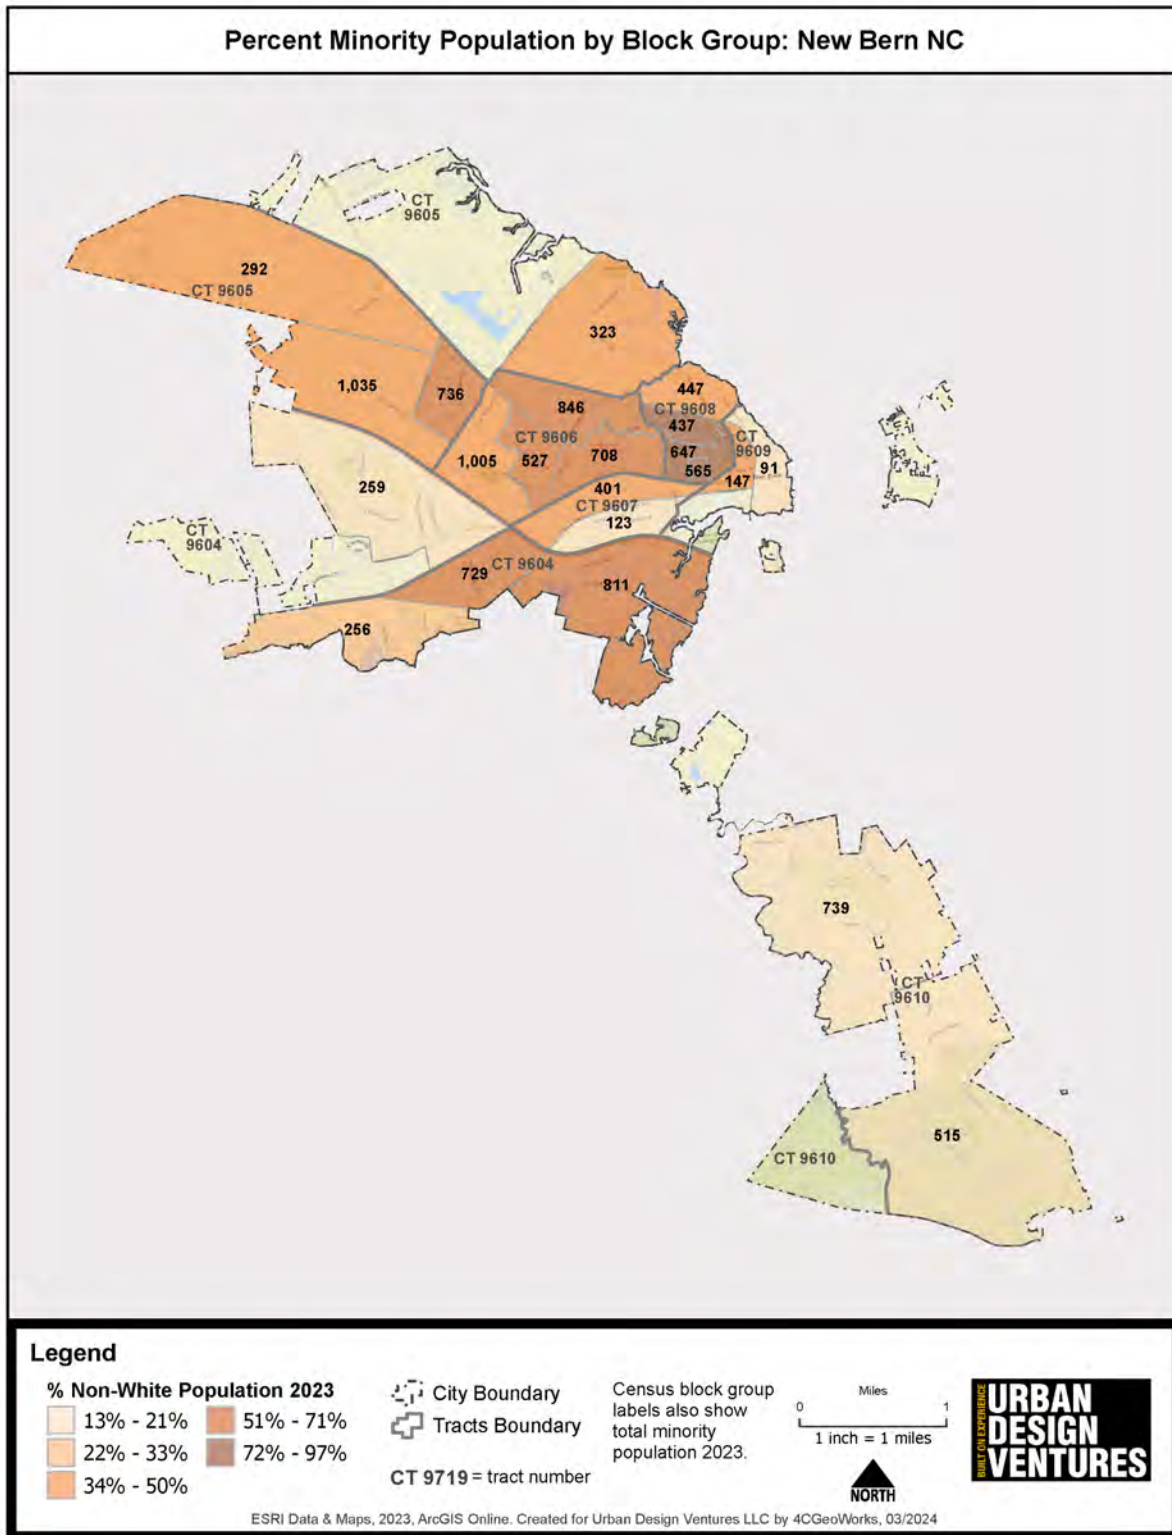 Percent Minority Population by Block Group: New Bern NC
CT
9605
292
CT 9605
323
1,035
736
447
846
CT 9608
437
CT 9606
CT
9609
1,005
527
708
647
565
91
259
401
147
CT 9607
123
CT
9604
CT 9604
729
811
256
739
CT
9610
515
CT 9610
Legend
% Non-White Population 2023
13% - 21%
22% - 33%
34% - 50%
51% - 71%
72% - 97%
City Boundary
Tracts Boundary
CT 9719 = tract number
Census block group
labels also show
total minority
population 2023.
Miles
0 1
1 inch = 1 miles
NORTH
BUILT ON EXPERIENCE
URBAN
DESIGN
VENTURES
ESRI Data & Maps, 2023, ArcGIS Online. Created for Urban Design Ventures LLC by 4CGeoWorks, 03/2024